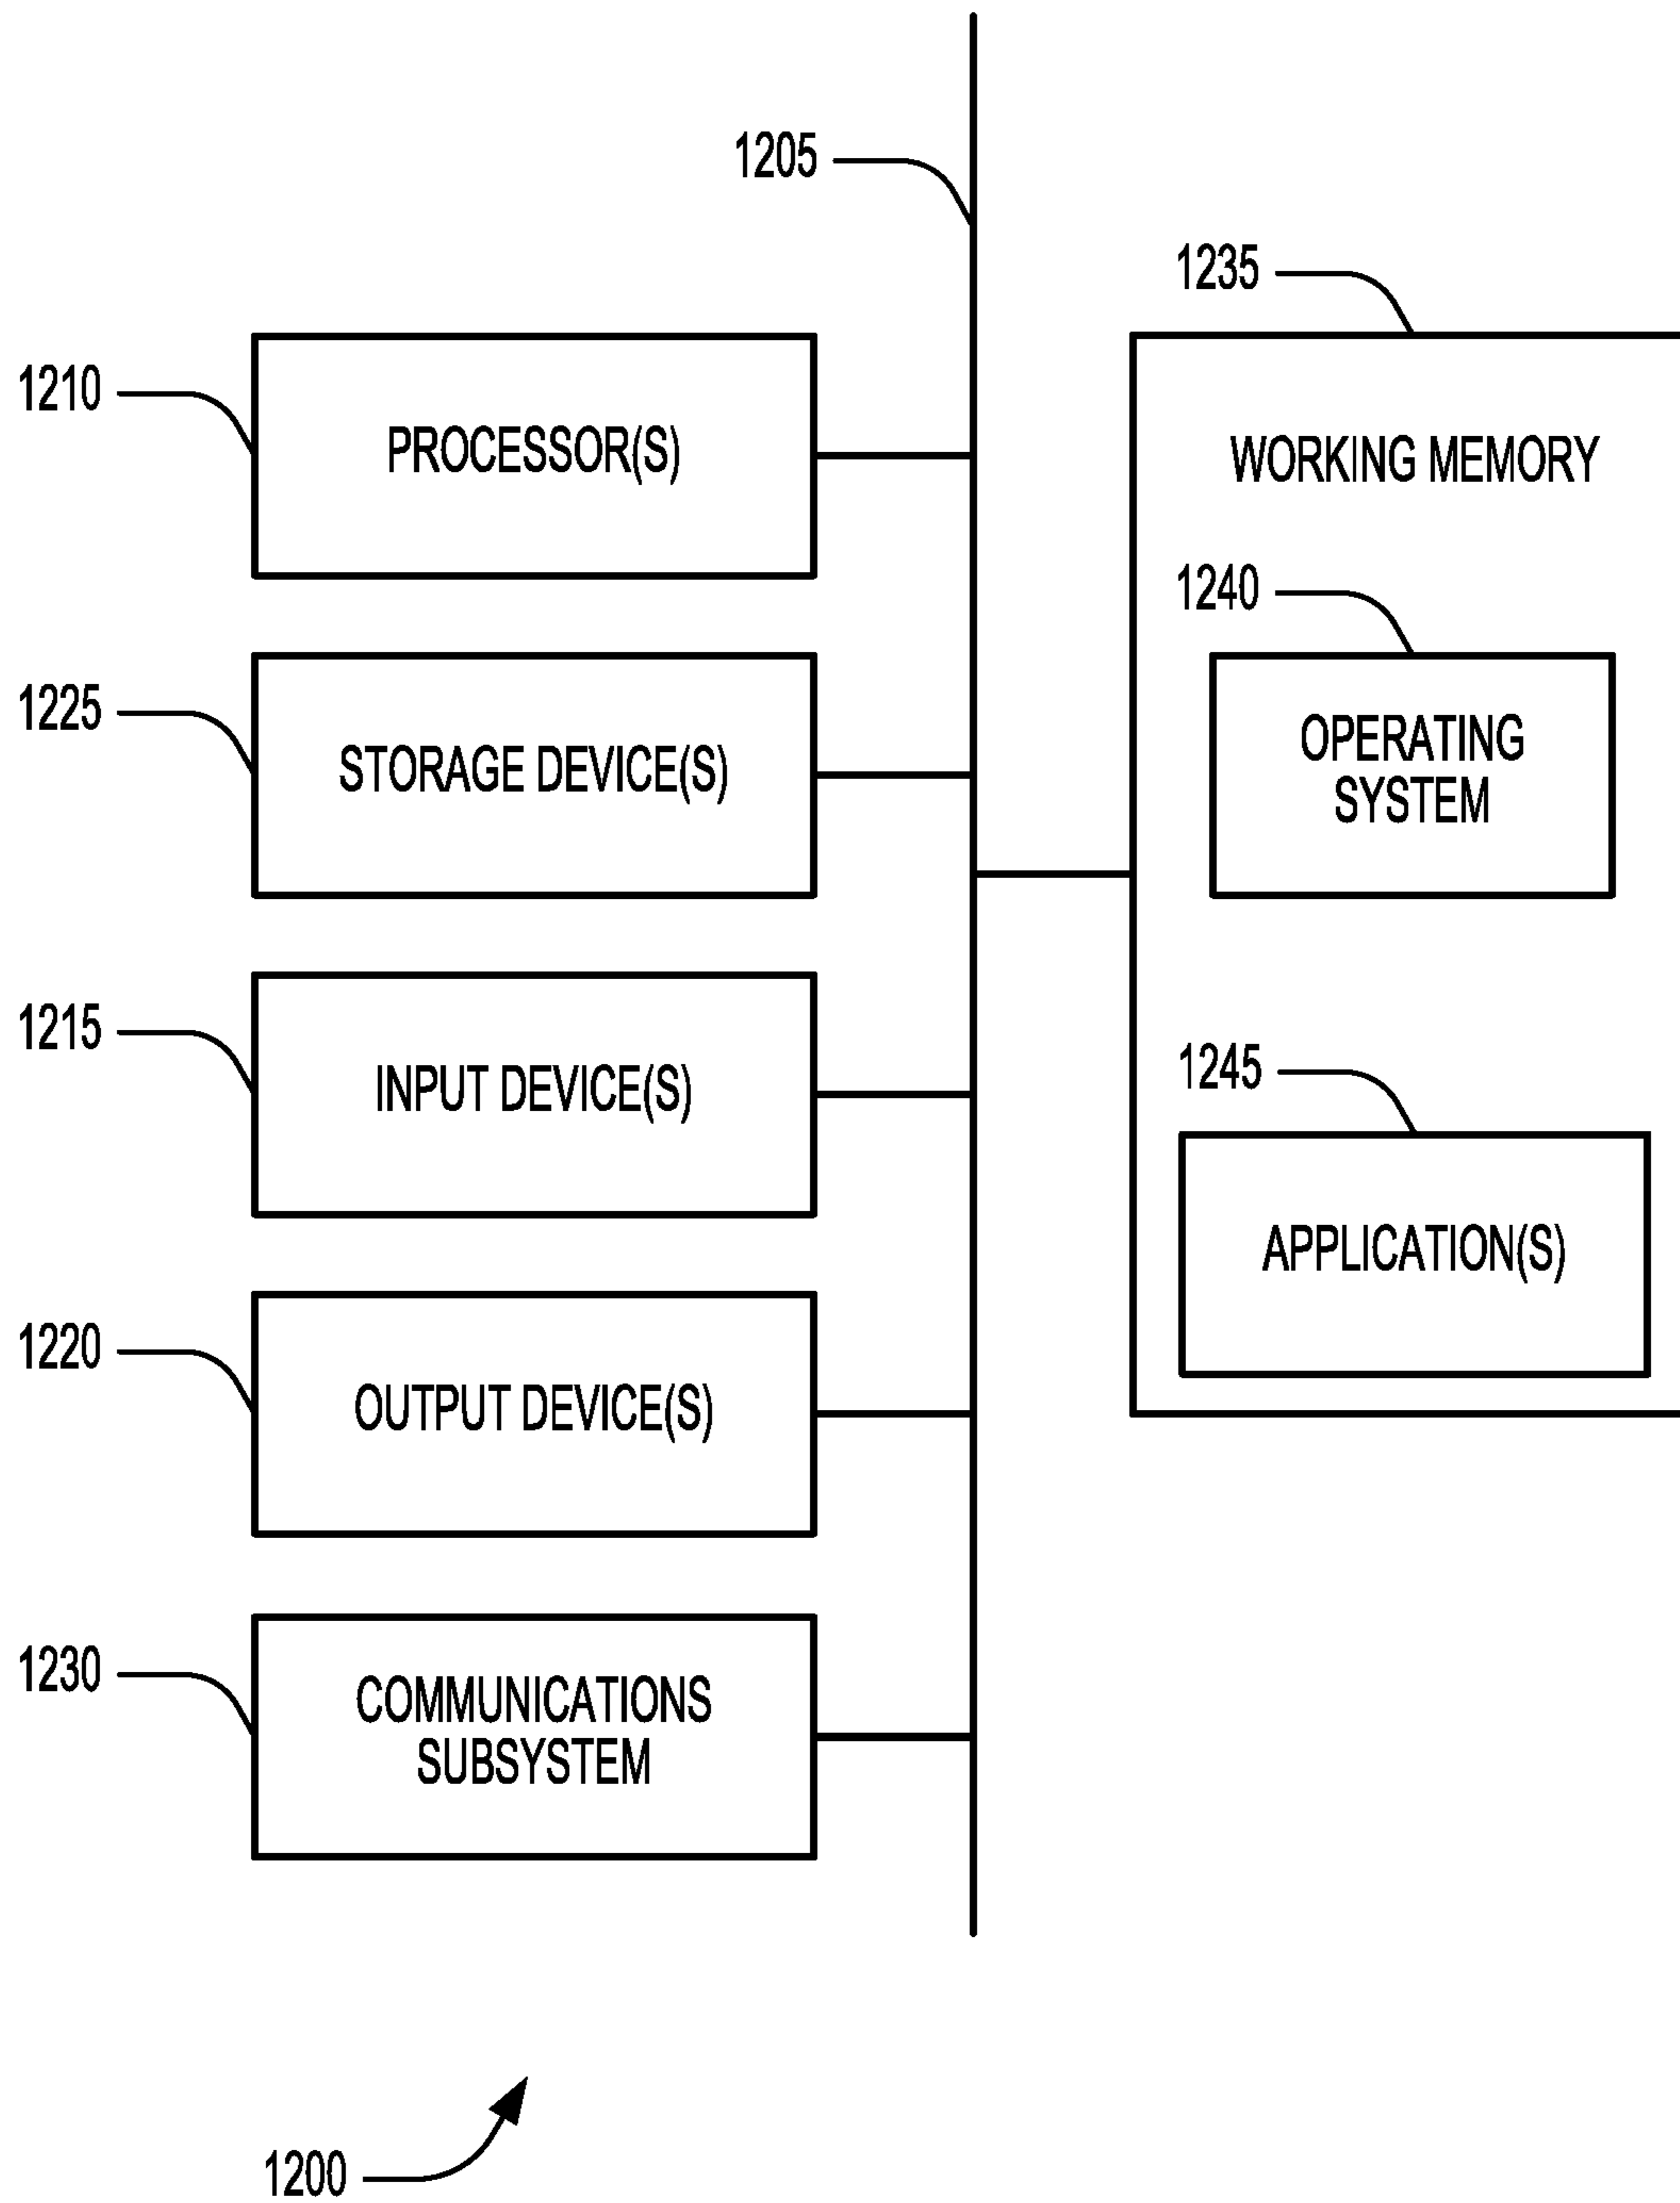 1205
1235
1210
PROCESSOR(S)
WORKING MEMORY
1240
1225
STORAGE DEVICE(S)
OPERATING
SYSTEM
1215
INPUT DEVICE(S)
1245
APPLICATION(S)
1220
OUTPUT DEVICE(S)
1230
COMMUNICATIONS
SUBSYSTEM
1200